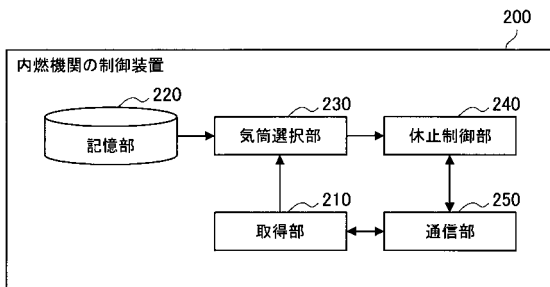 200
内燃機関の制御装置
220
230
240
記憶部
気筒選択部
休止制御部
210
250
取得部
通信部